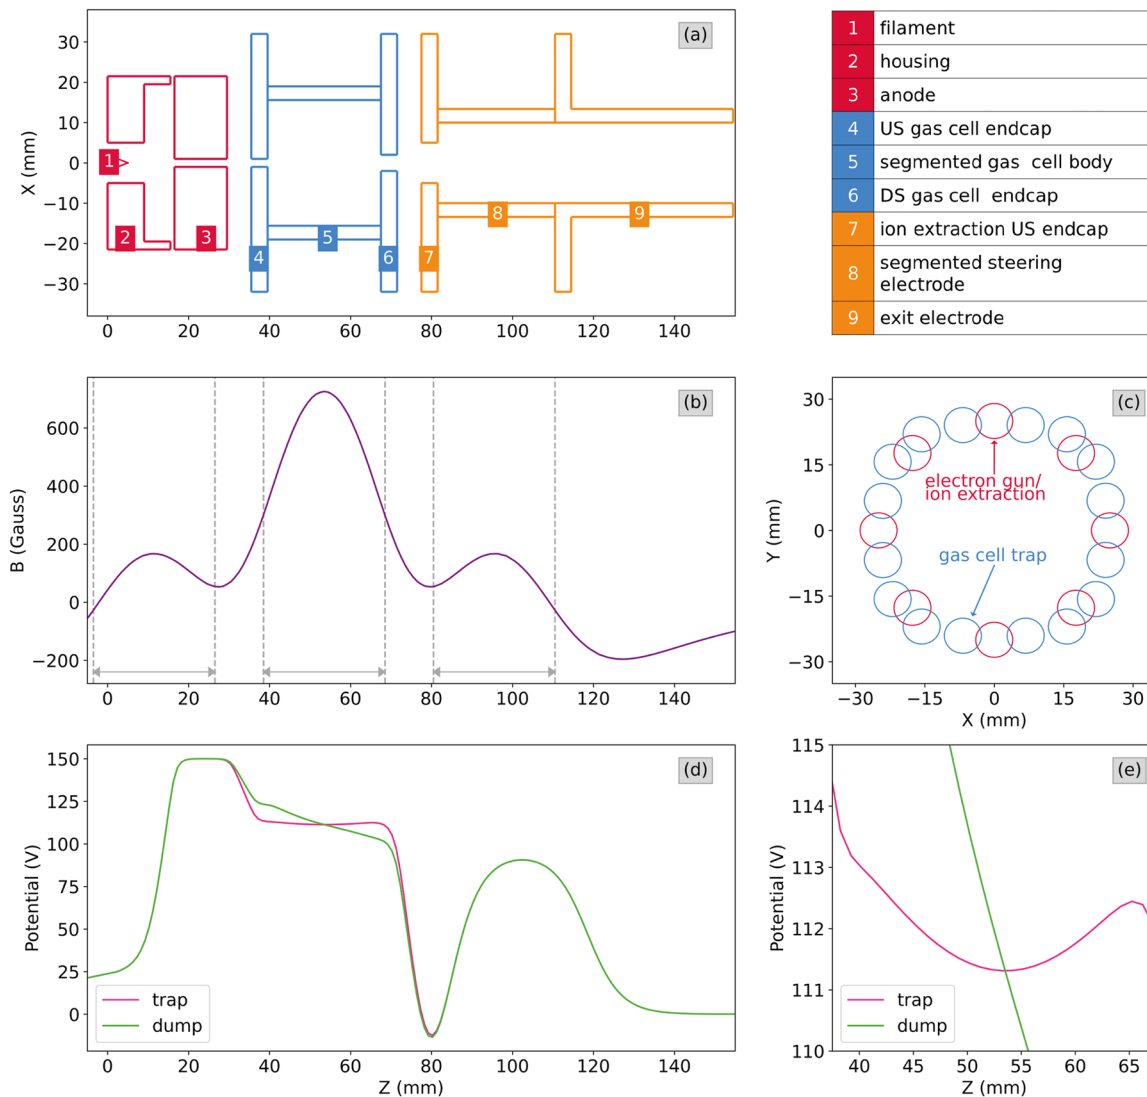 (a)
X (mm)
30
20
10
0
−10
−20
−30
1
2
3
4
5
6
7
8
9
0
20
40
60
80
100
120
140
1 filament
2 housing
3 anode
4 US gas cell endcap
5 segmented gas cell body
6 DS gas cell endcap
7 ion extraction US endcap
8 segmented steering
electrode
9 exit electrode
(b)
B (Gauss)
600
400
200
0
−200
0
20
40
60
80
100
120
140
(c)
Y (mm)
30
15
0
−15
−30
electron gun/
ion extraction
gas cell trap
−30
−15
0
15
30
X (mm)
(d)
Potential (V)
150
125
100
75
50
25
0
trap
dump
0
20
40
60
80
100
120
140
Z (mm)
(e)
Potential (V)
115
114
113
112
111
110
trap
dump
40
45
50
55
60
65
Z (mm)